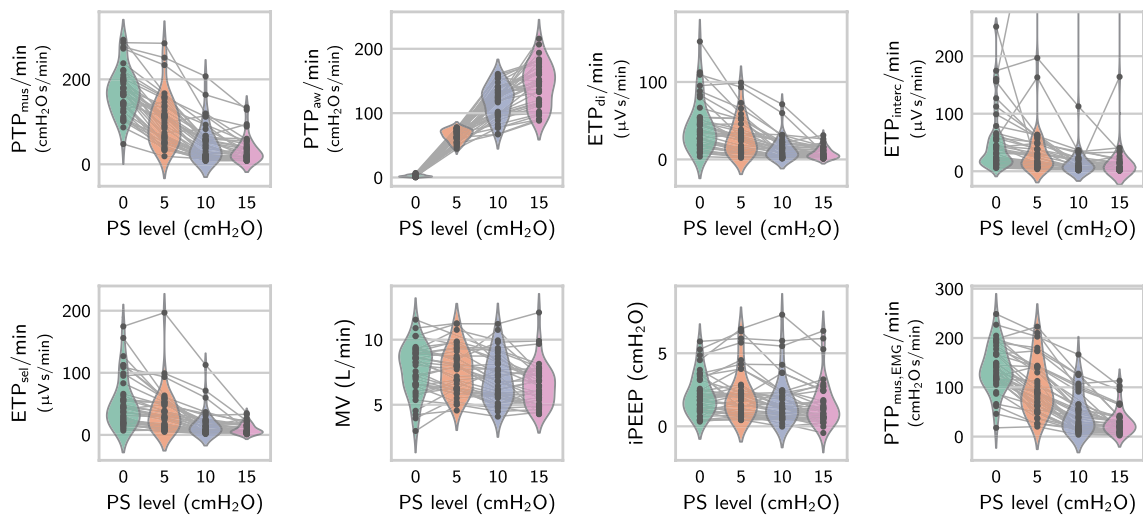 PTPmus/min
(cmH2O s/min)
200
100
0
0 5 10 15
PS level (cmH2O)
PTPaw/min
(cmH2O s/min)
200
100
0
0 5 10 15
PS level (cmH2O)
ETPdi/min
(μV s/min)
100
0
0 5 10 15
PS level (cmH2O)
ETPinterc/min
(μV s/min)
250
200
150
100
50
0
0 5 10 15
PS level (cmH2O)
ETPsel/min
(μV s/min)
200
100
0
0 5 10 15
PS level (cmH2O)
MV (L/min)
10
5
0 5 10 15
PS level (cmH2O)
iPEEP (cmH2O)
5
0
0 5 10 15
PS level (cmH2O)
PTPmus,EMG/min
(cmH2O s/min)
300
200
100
0
0 5 10 15
PS level (cmH2O)